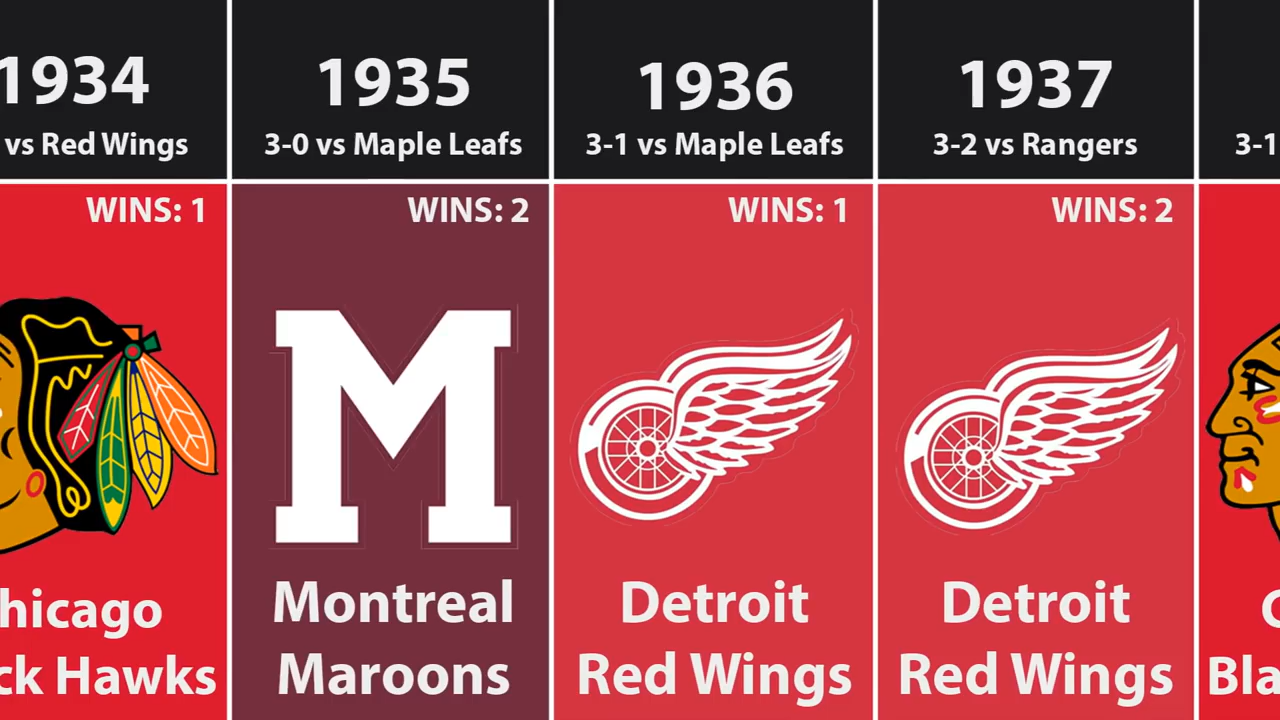 1934
vs Red Wings
WINS: 1
hicago
ck Hawks
1935
3-0 vs Maple Leafs
WINS: 2
M
Montreal
Maroons
1936
3-1 vs Maple Leafs
WINS: 1
Detroit
Red Wings
1937
3-2 vs Rangers
WINS: 2
Detroit
Red Wings
3-1
C
Bla